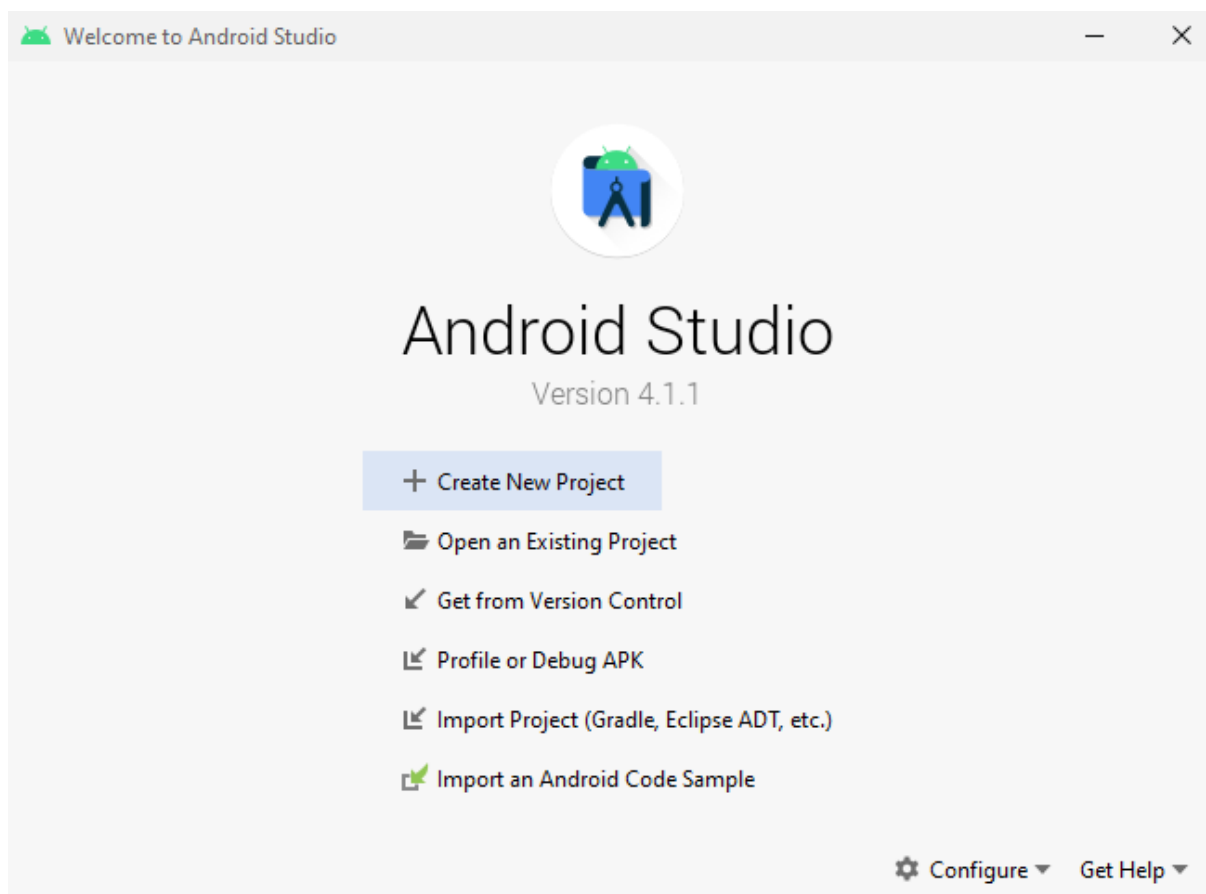 Welcome to Android Studio
Android Studio
Version 4.1.1
Create New Project
Open an Existing Project
Get from Version Control
Profile or Debug APK
Import Project (Gradle, Eclipse ADT, etc.)
Import an Android Code Sample
Configure Get Help